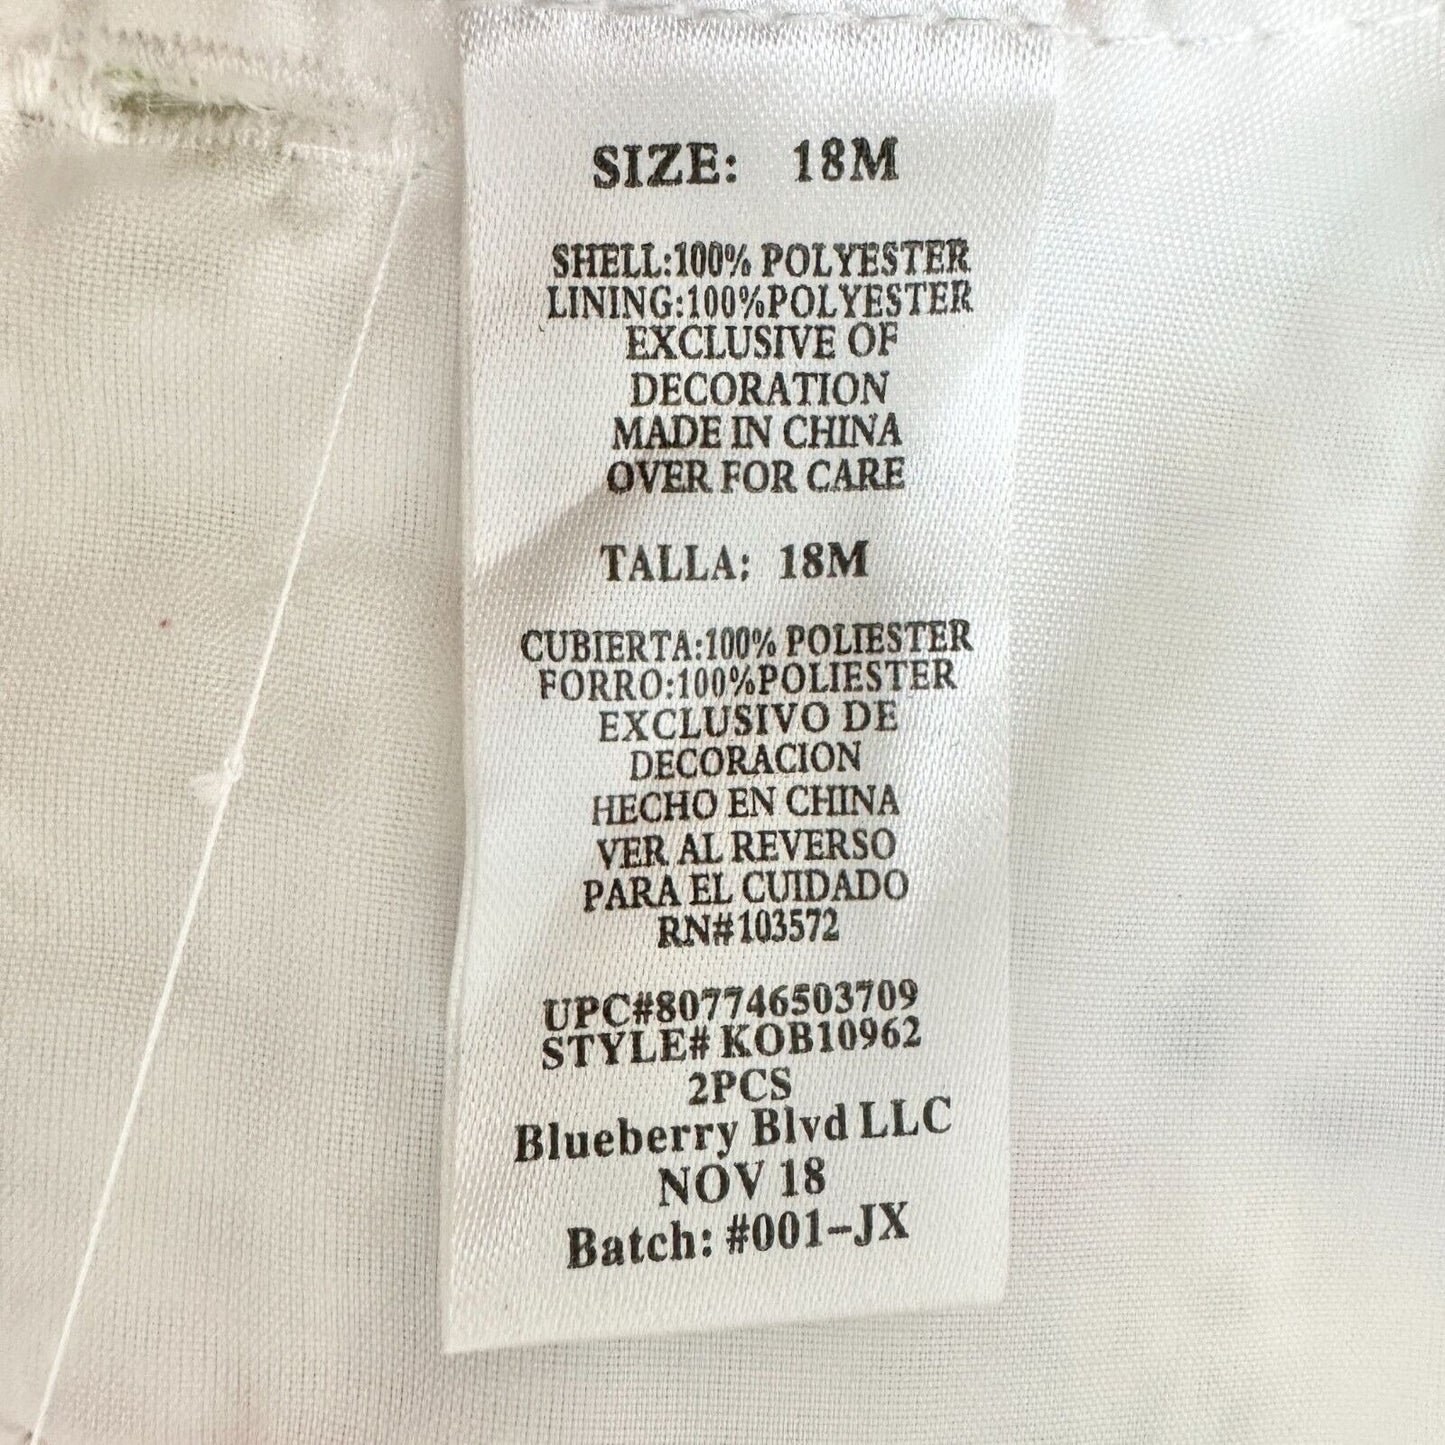 SIZE: 18M
SHELL:100% POLYESTER
LINING:100%POLYESTER
EXCLUSIVE OF
DECORATION
MADE IN CHINA
OVER FOR CARE
TALLA: 18M
CUBIERTA:100% POLIESTER
FORRO:100%POLIESTER
EXCLUSIVO DE
DECORACION
HECHO EN CHINA
VER AL REVERSO
PARA EL CUIDADO
RN#103572
UPC#807746503709
STYLE# KOB10962
2PCS
Blueberry Blvd LLC
NOV 18
Batch: #001-JX